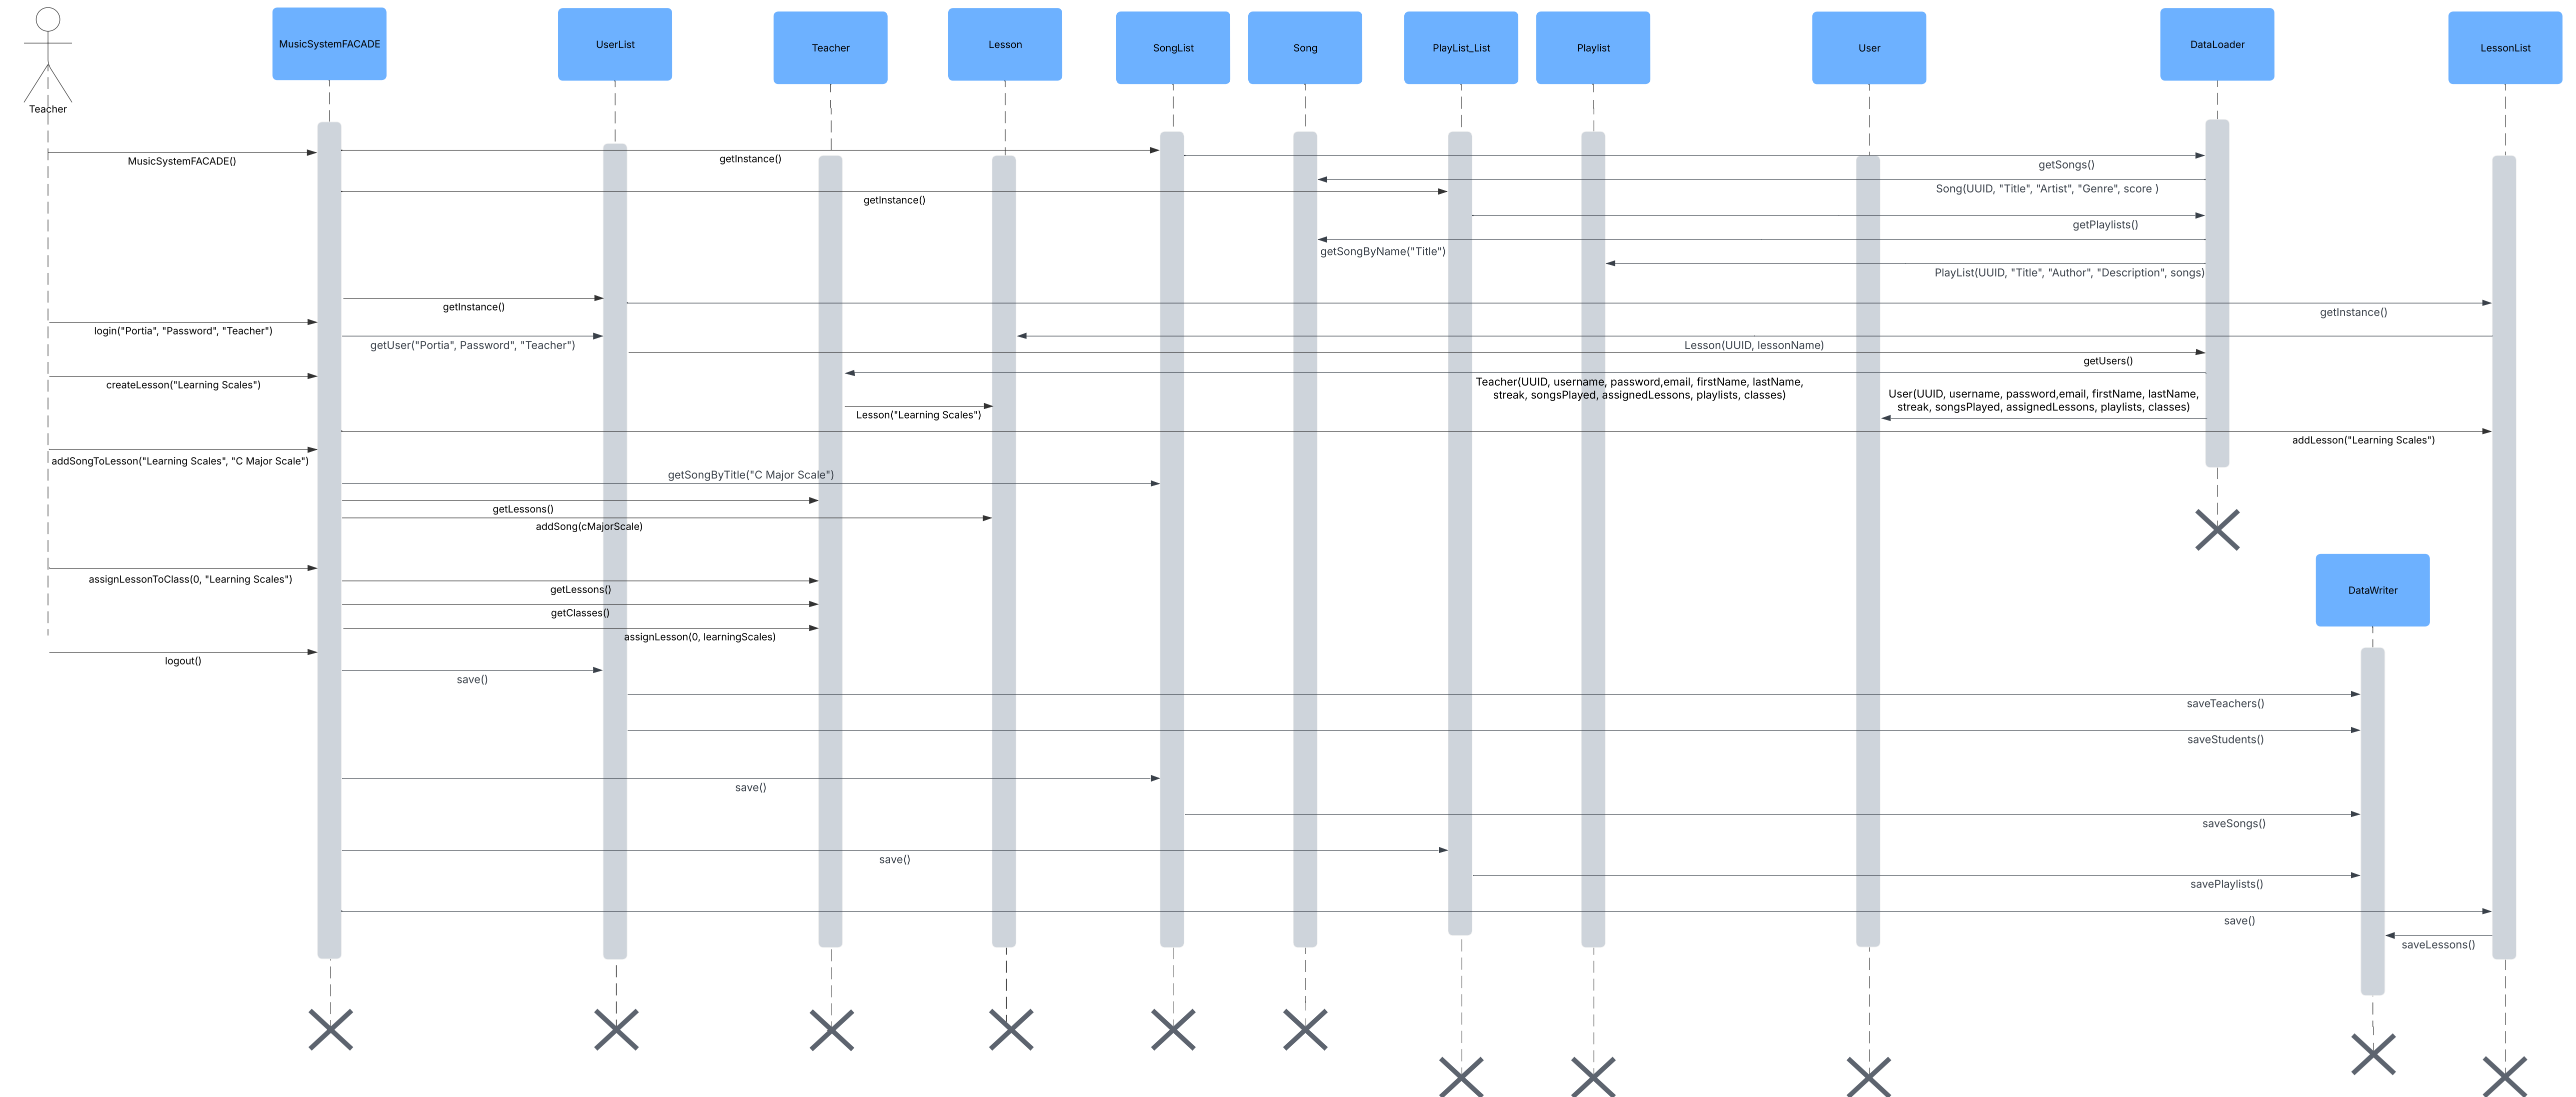 MusicSystemFACADE
UserList
Teacher
Lesson
SongList
Song
PlayList_List
Playlist
User
DataLoader
LessonList
Teacher
MusicSystemFACADE()
getInstance()
getSongs()
Song(UUID, "Title", "Artist", "Genre", score )
getInstance()
getPlaylists()
getSongByName("Title")
PlayList(UUID, "Title", "Author", "Description", songs)
getInstance()
getInstance()
login("Portia", "Password", "Teacher")
getUser("Portia", Password", "Teacher")
Lesson(UUID, lessonName)
getUsers()
createLesson("Learning Scales")
Teacher(UUID, username, password,email, firstName, lastName,
streak, songsPlayed, assignedLessons, playlists, classes)
User(UUID, username, password,email, firstName, lastName,
streak, songsPlayed, assignedLessons, playlists, classes)
Lesson("Learning Scales")
addLesson("Learning Scales")
addSongToLesson("Learning Scales", "C Major Scale")
getSongByTitle("C Major Scale")
getLessons()
addSong(cMajorScale)
assignLessonToClass(0, "Learning Scales")
getLessons()
DataWriter
getClasses()
assignLesson(0, learningScales)
logout()
save()
saveTeachers()
saveStudents()
save()
saveSongs()
save()
savePlaylists()
save()
saveLessons()